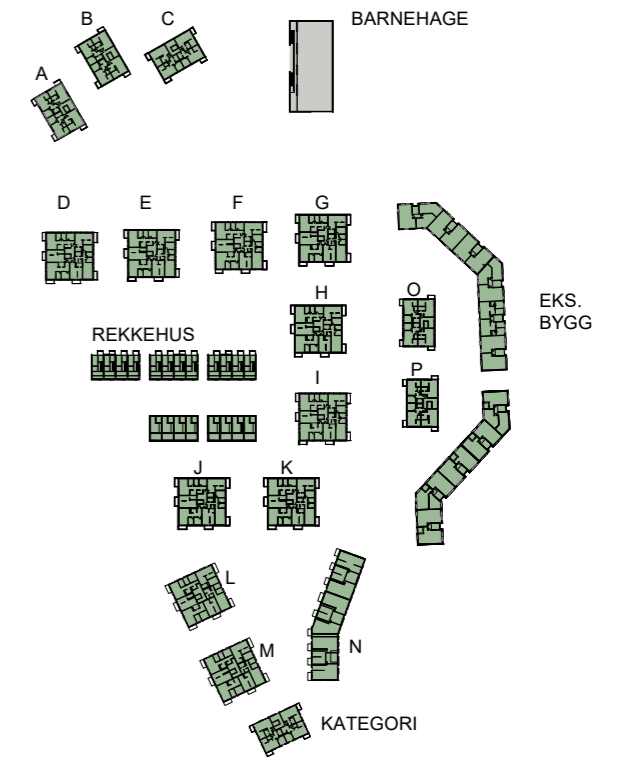 B C BARNEHAGE
A
D E F G
H O EKS.
BYGG
REKKEHUS
I P
J K
L
M N
KATEGORI